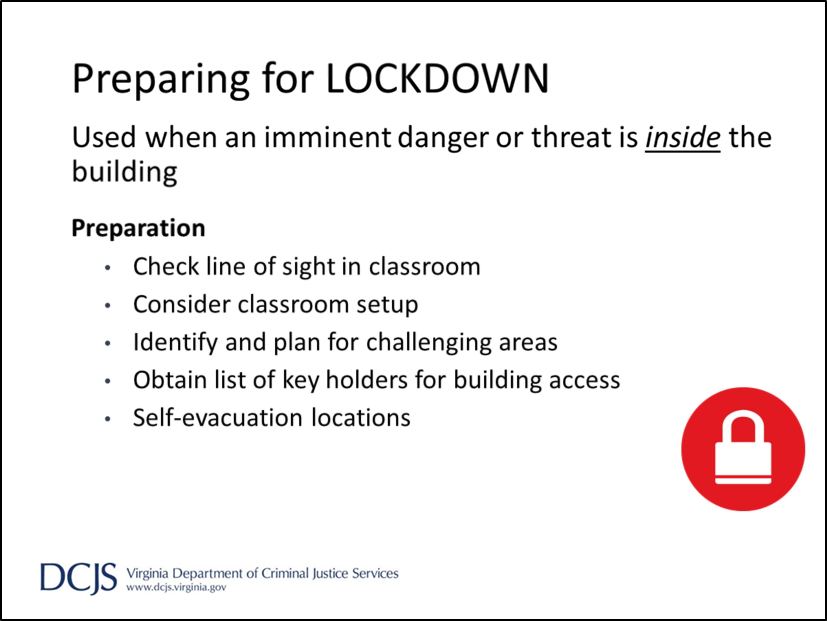 Preparing for LOCKDOWN
Used when an imminent danger or threat is inside the
building
Preparation
• Check line of sight in classroom
• Consider classroom setup
• Identify and plan for challenging areas
• Obtain list of key holders for building access
• Self-evacuation locations
DCJS Virginia Department of Criminal Justice Services
www.dcjs.virginia.gov